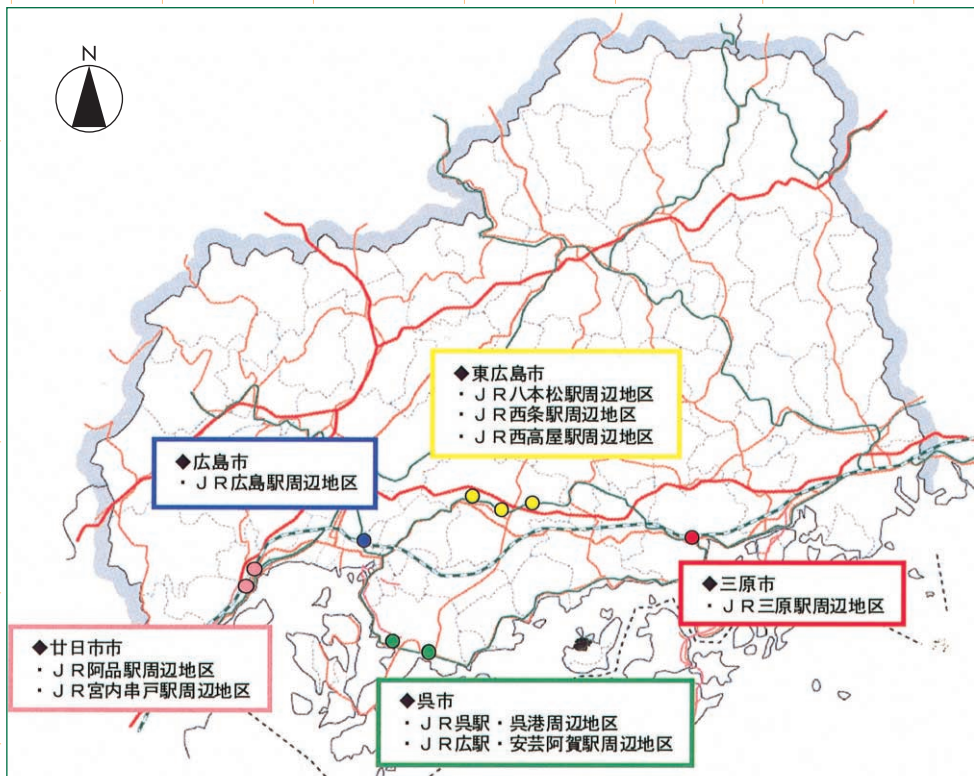 N
◆東広島市
・ＪＲ八本松駅周辺地区
・ＪＲ西条駅周辺地区
・ＪＲ西高屋駅周辺地区
◆広島市
・ＪＲ広島駅周辺地区
◆三原市
・ＪＲ三原駅周辺地区
◆廿日市市
・ＪＲ阿品駅周辺地区
・ＪＲ宮内串戸駅周辺地区
◆呉市
・ＪＲ呉駅・呉港周辺地区
・ＪＲ広駅・安芸阿賀駅周辺地区